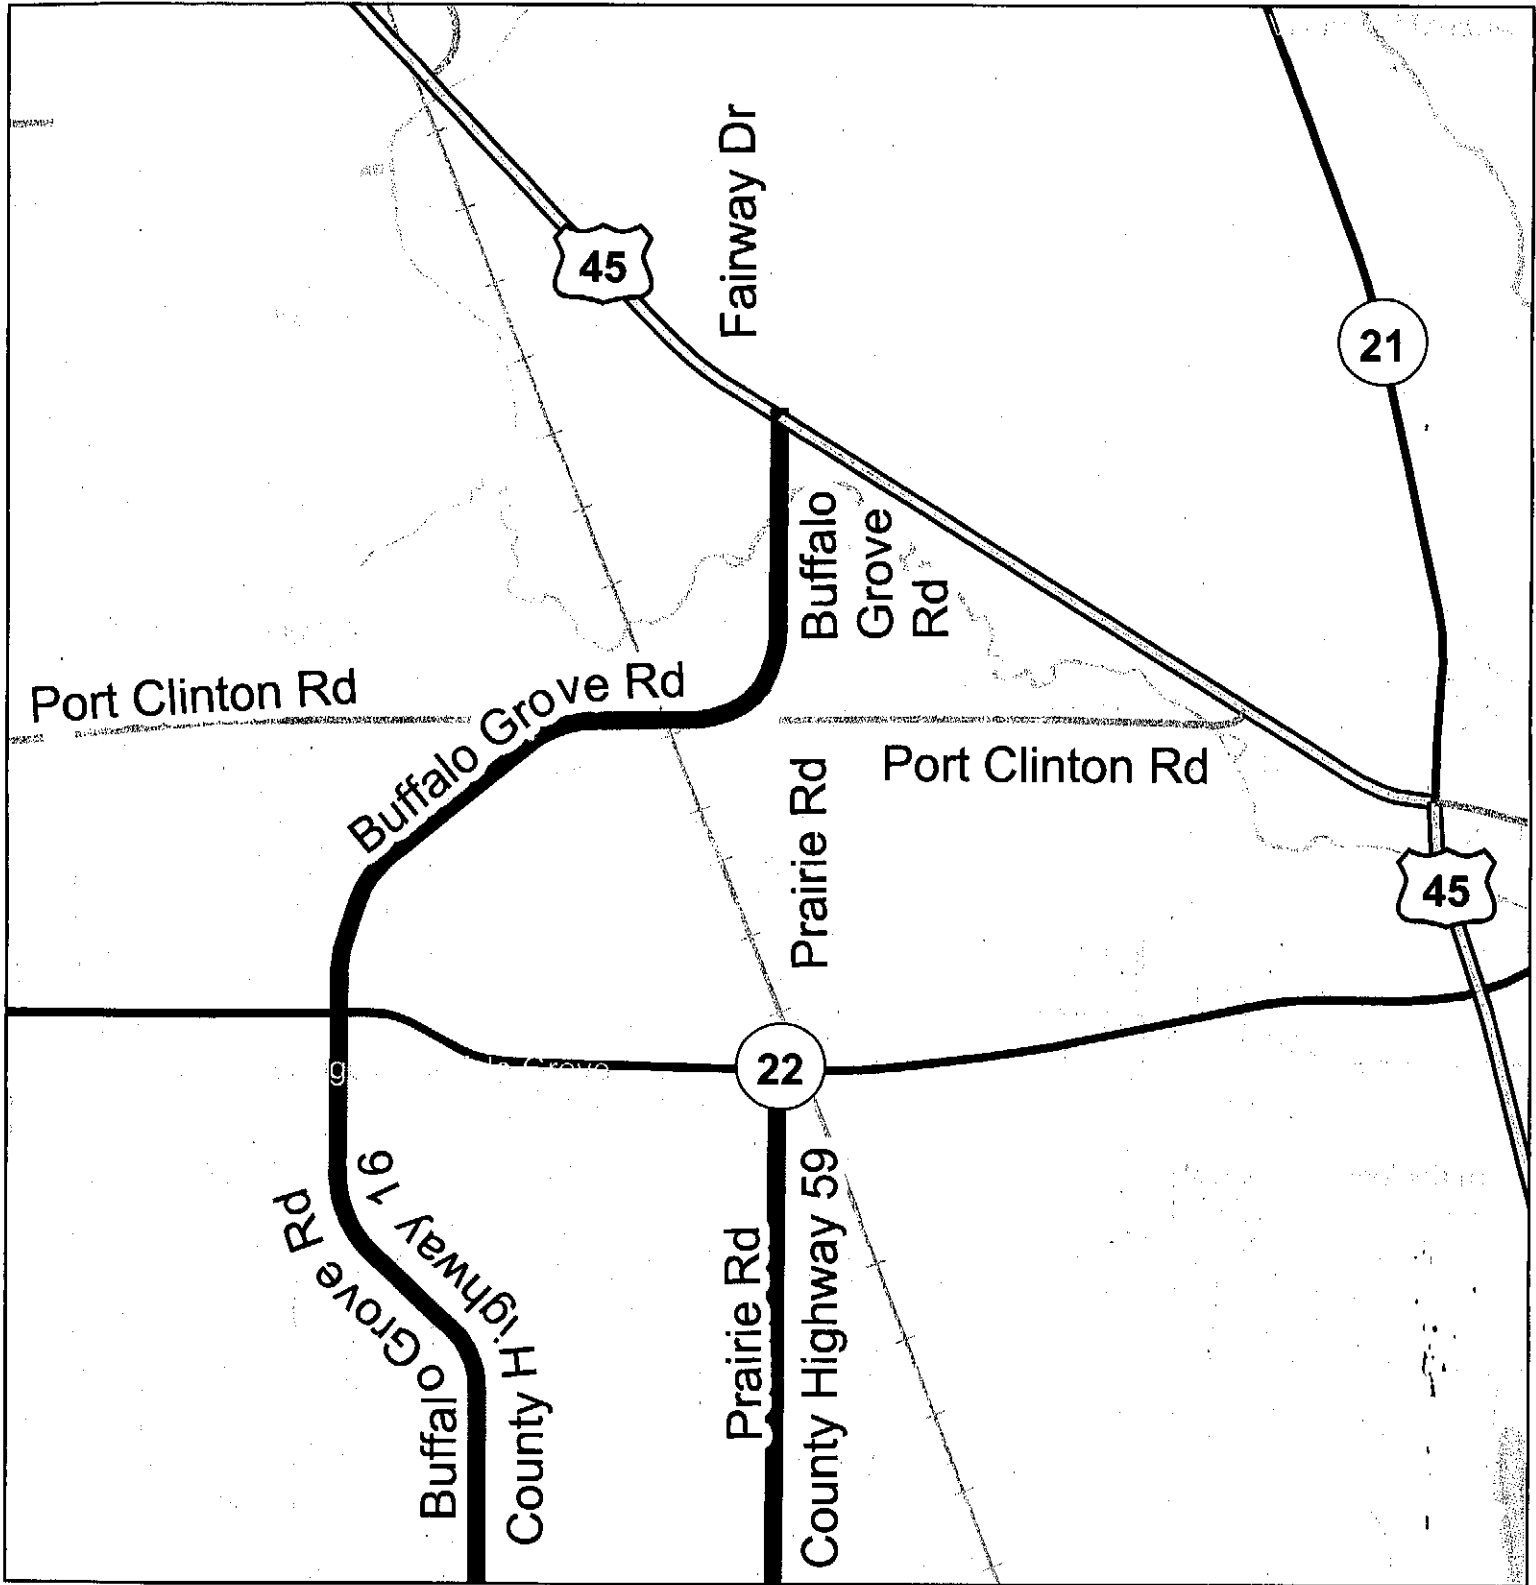 Fairway Dr
45
21
Buffalo
Grove
Rd
Port Clinton Rd
Buffalo Grove Rd
Port Clinton Rd
Prairie Rd
45
22
g
Grove
Buffalo Grove Rd
County Highway 16
Prairie Rd
County Highway 59